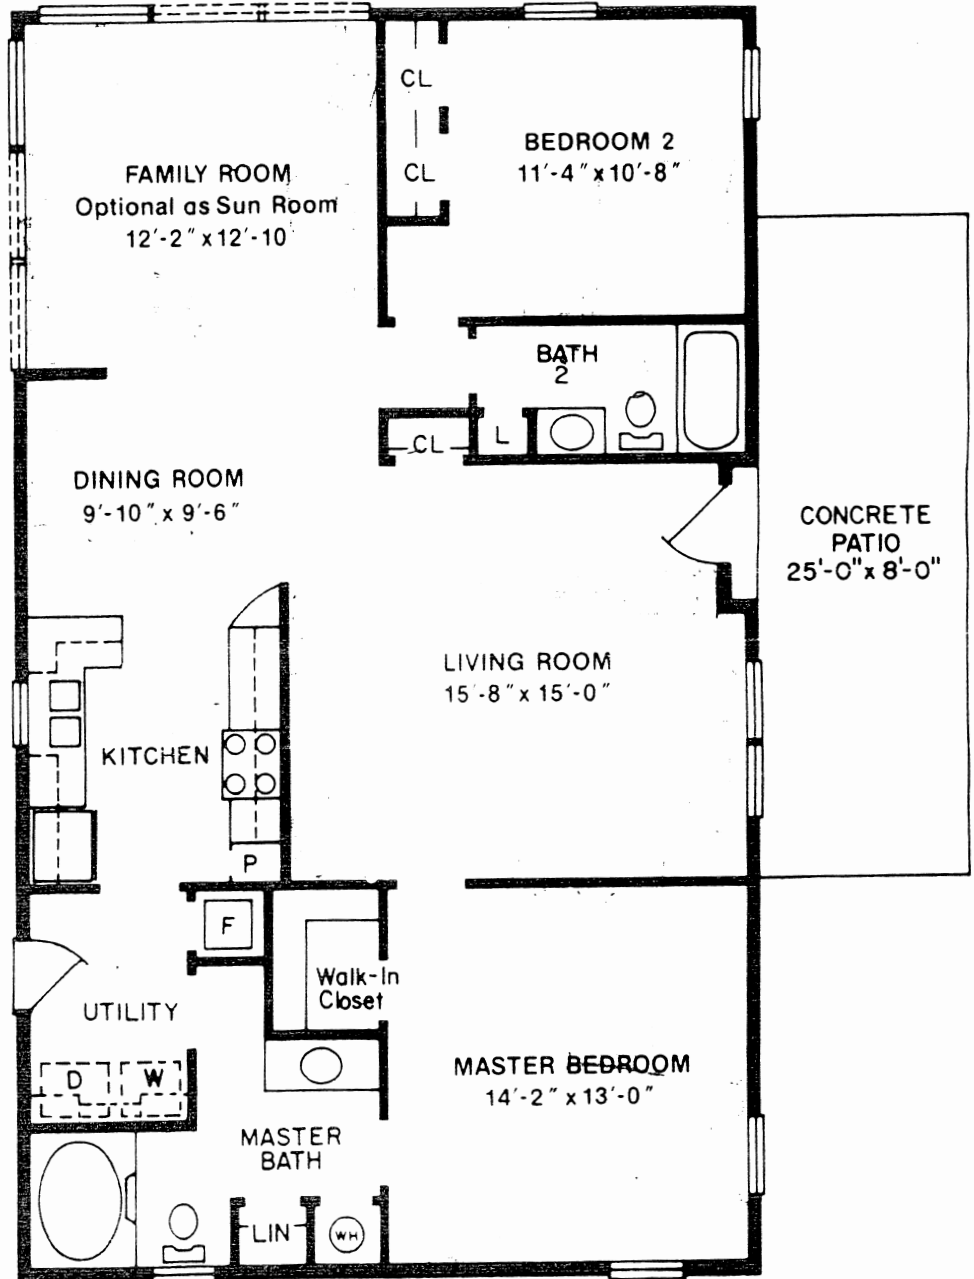 CL
BEDROOM 2
11'-4" x 10'-8"
CL
FAMILY ROOM
Optional as Sun Room
12'-2" x 12'-10
BATH
2
CL
L
DINING ROOM
9'-10" x 9'-6"
CONCRETE
PATIO
25'-0" x 8'-0"
LIVING ROOM
15'-8" x 15'-0"
KITCHEN
P
F
Walk-In
Closet
UTILITY
D
W
MASTER BEDROOM
14'-2" x 13'-0"
MASTER
BATH
LIN
WH